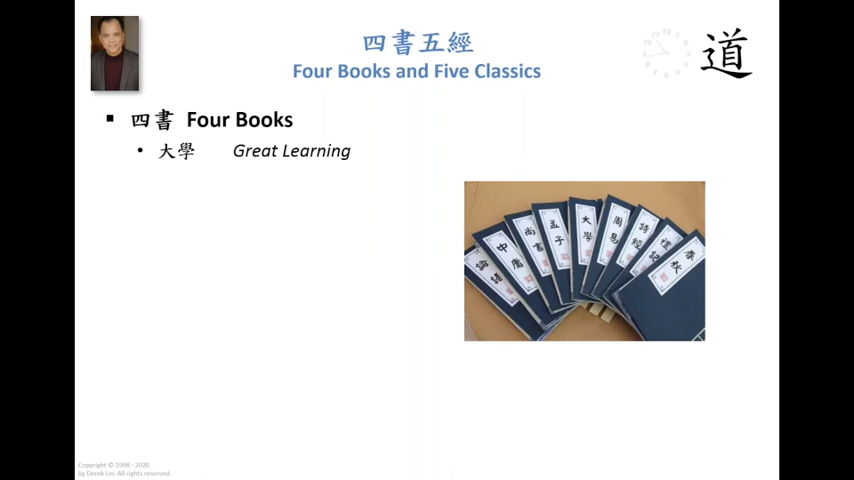 四書五經
Four Books and Five Classics
道
四書 Four Books
大學 Great Learning
論語
中庸
尚書
孟子
大學
周易
詩經
禮記
春秋
Copyright © 1998 - 2020
by Derek Lin. All rights reserved.